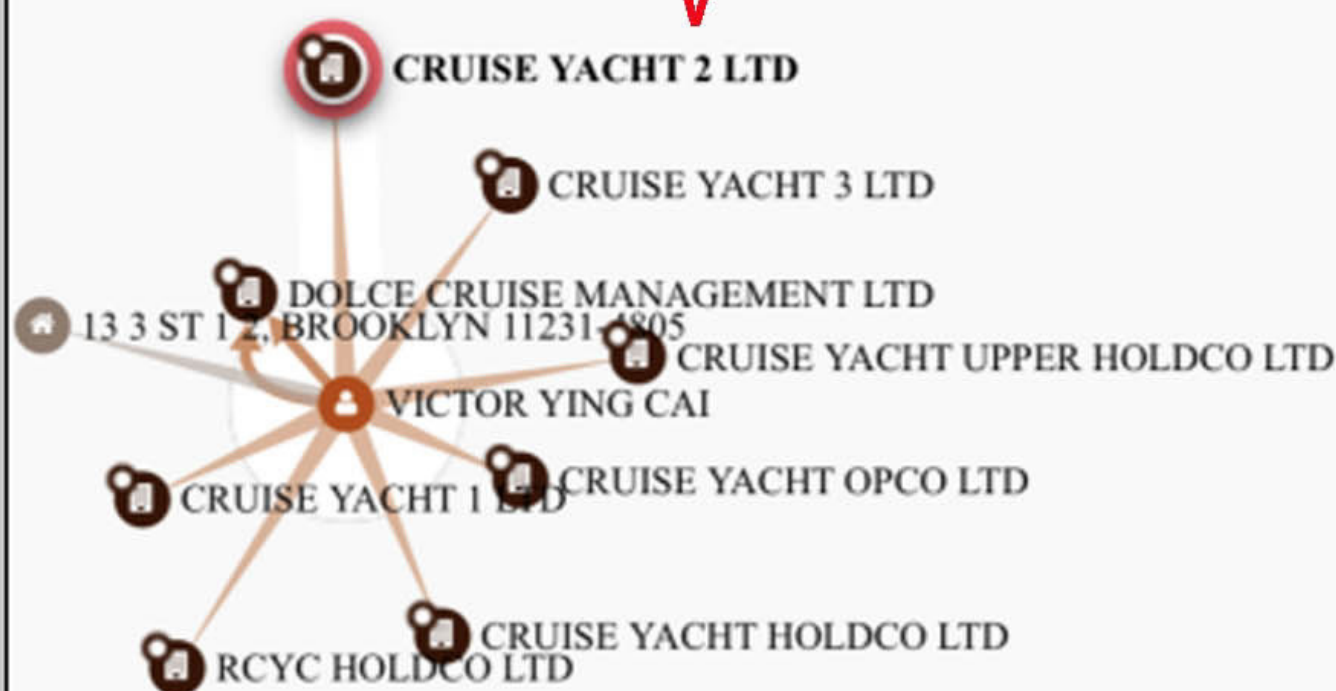 CRUISE YACHT 2 LTD
CRUISE YACHT 3 LTD
DOLCE CRUISE MANAGEMENT LTD
13 3 ST 1 2, BROOKLYN 11231-4805
CRUISE YACHT UPPER HOLDCO LTD
VICTOR YING CAI
CRUISE YACHT OPCO LTD
CRUISE YACHT 1 LTD
CRUISE YACHT HOLDCO LTD
RCYC HOLDCO LTD